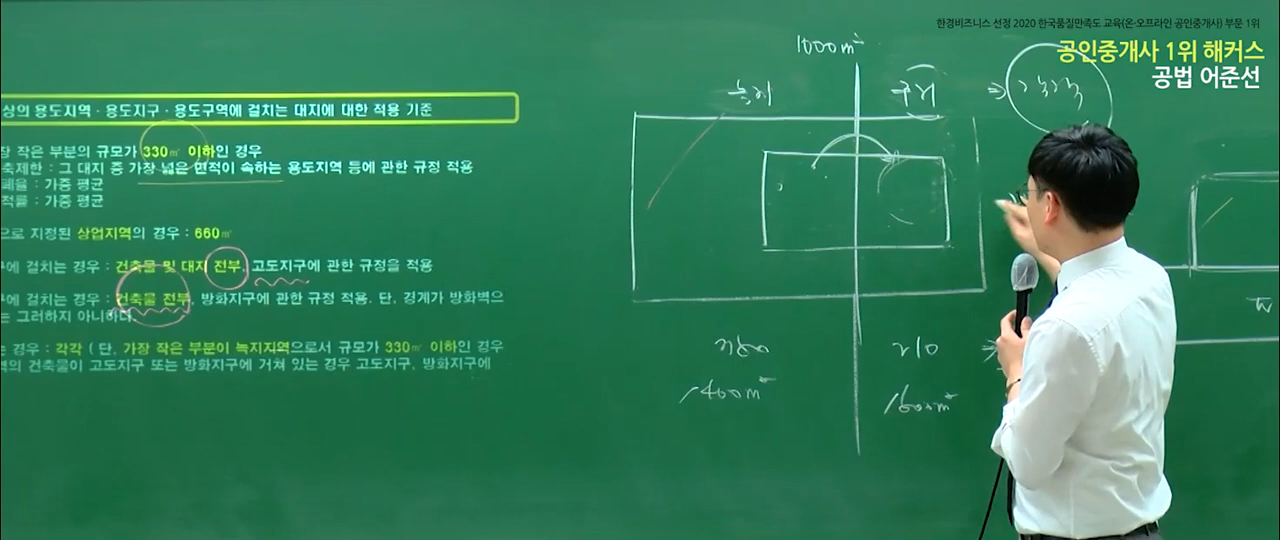 한경비즈니스 선정 2020 한국품질만족도 교육(온·오프라인 공인중개사) 부문 1위
공인중개사 1위 해커스
공법 어준선
상의 용도지역 · 용도지구 · 용도구역에 걸치는 대지에 대한 적용 기준
장 작은 부분의 규모가 330㎡ 이하인 경우
축제한 : 그 대지 중 가장 넓은 면적이 속하는 용도지역 등에 관한 규정 적용
폐율 : 가중 평균
적률 : 가중 평균
으로 지정된 상업지역의 경우 : 660㎡
구에 걸치는 경우 : 건축물 및 대지 전부, 고도지구에 관한 규정을 적용
구에 걸치는 경우 : 건축물 전부, 방화지구에 관한 규정 적용. 단, 경계가 방화벽으
는 그러하지 아니하다.
는 경우 : 각각 ( 단, 가장 작은 부분이 녹지지역으로서 규모가 330㎡ 이하인 경우
역의 건축물이 고도지구 또는 방화지구에 거쳐 있는 경우 고도지구, 방화지구에
1000㎡
녹지
각각
400㎡
600㎡